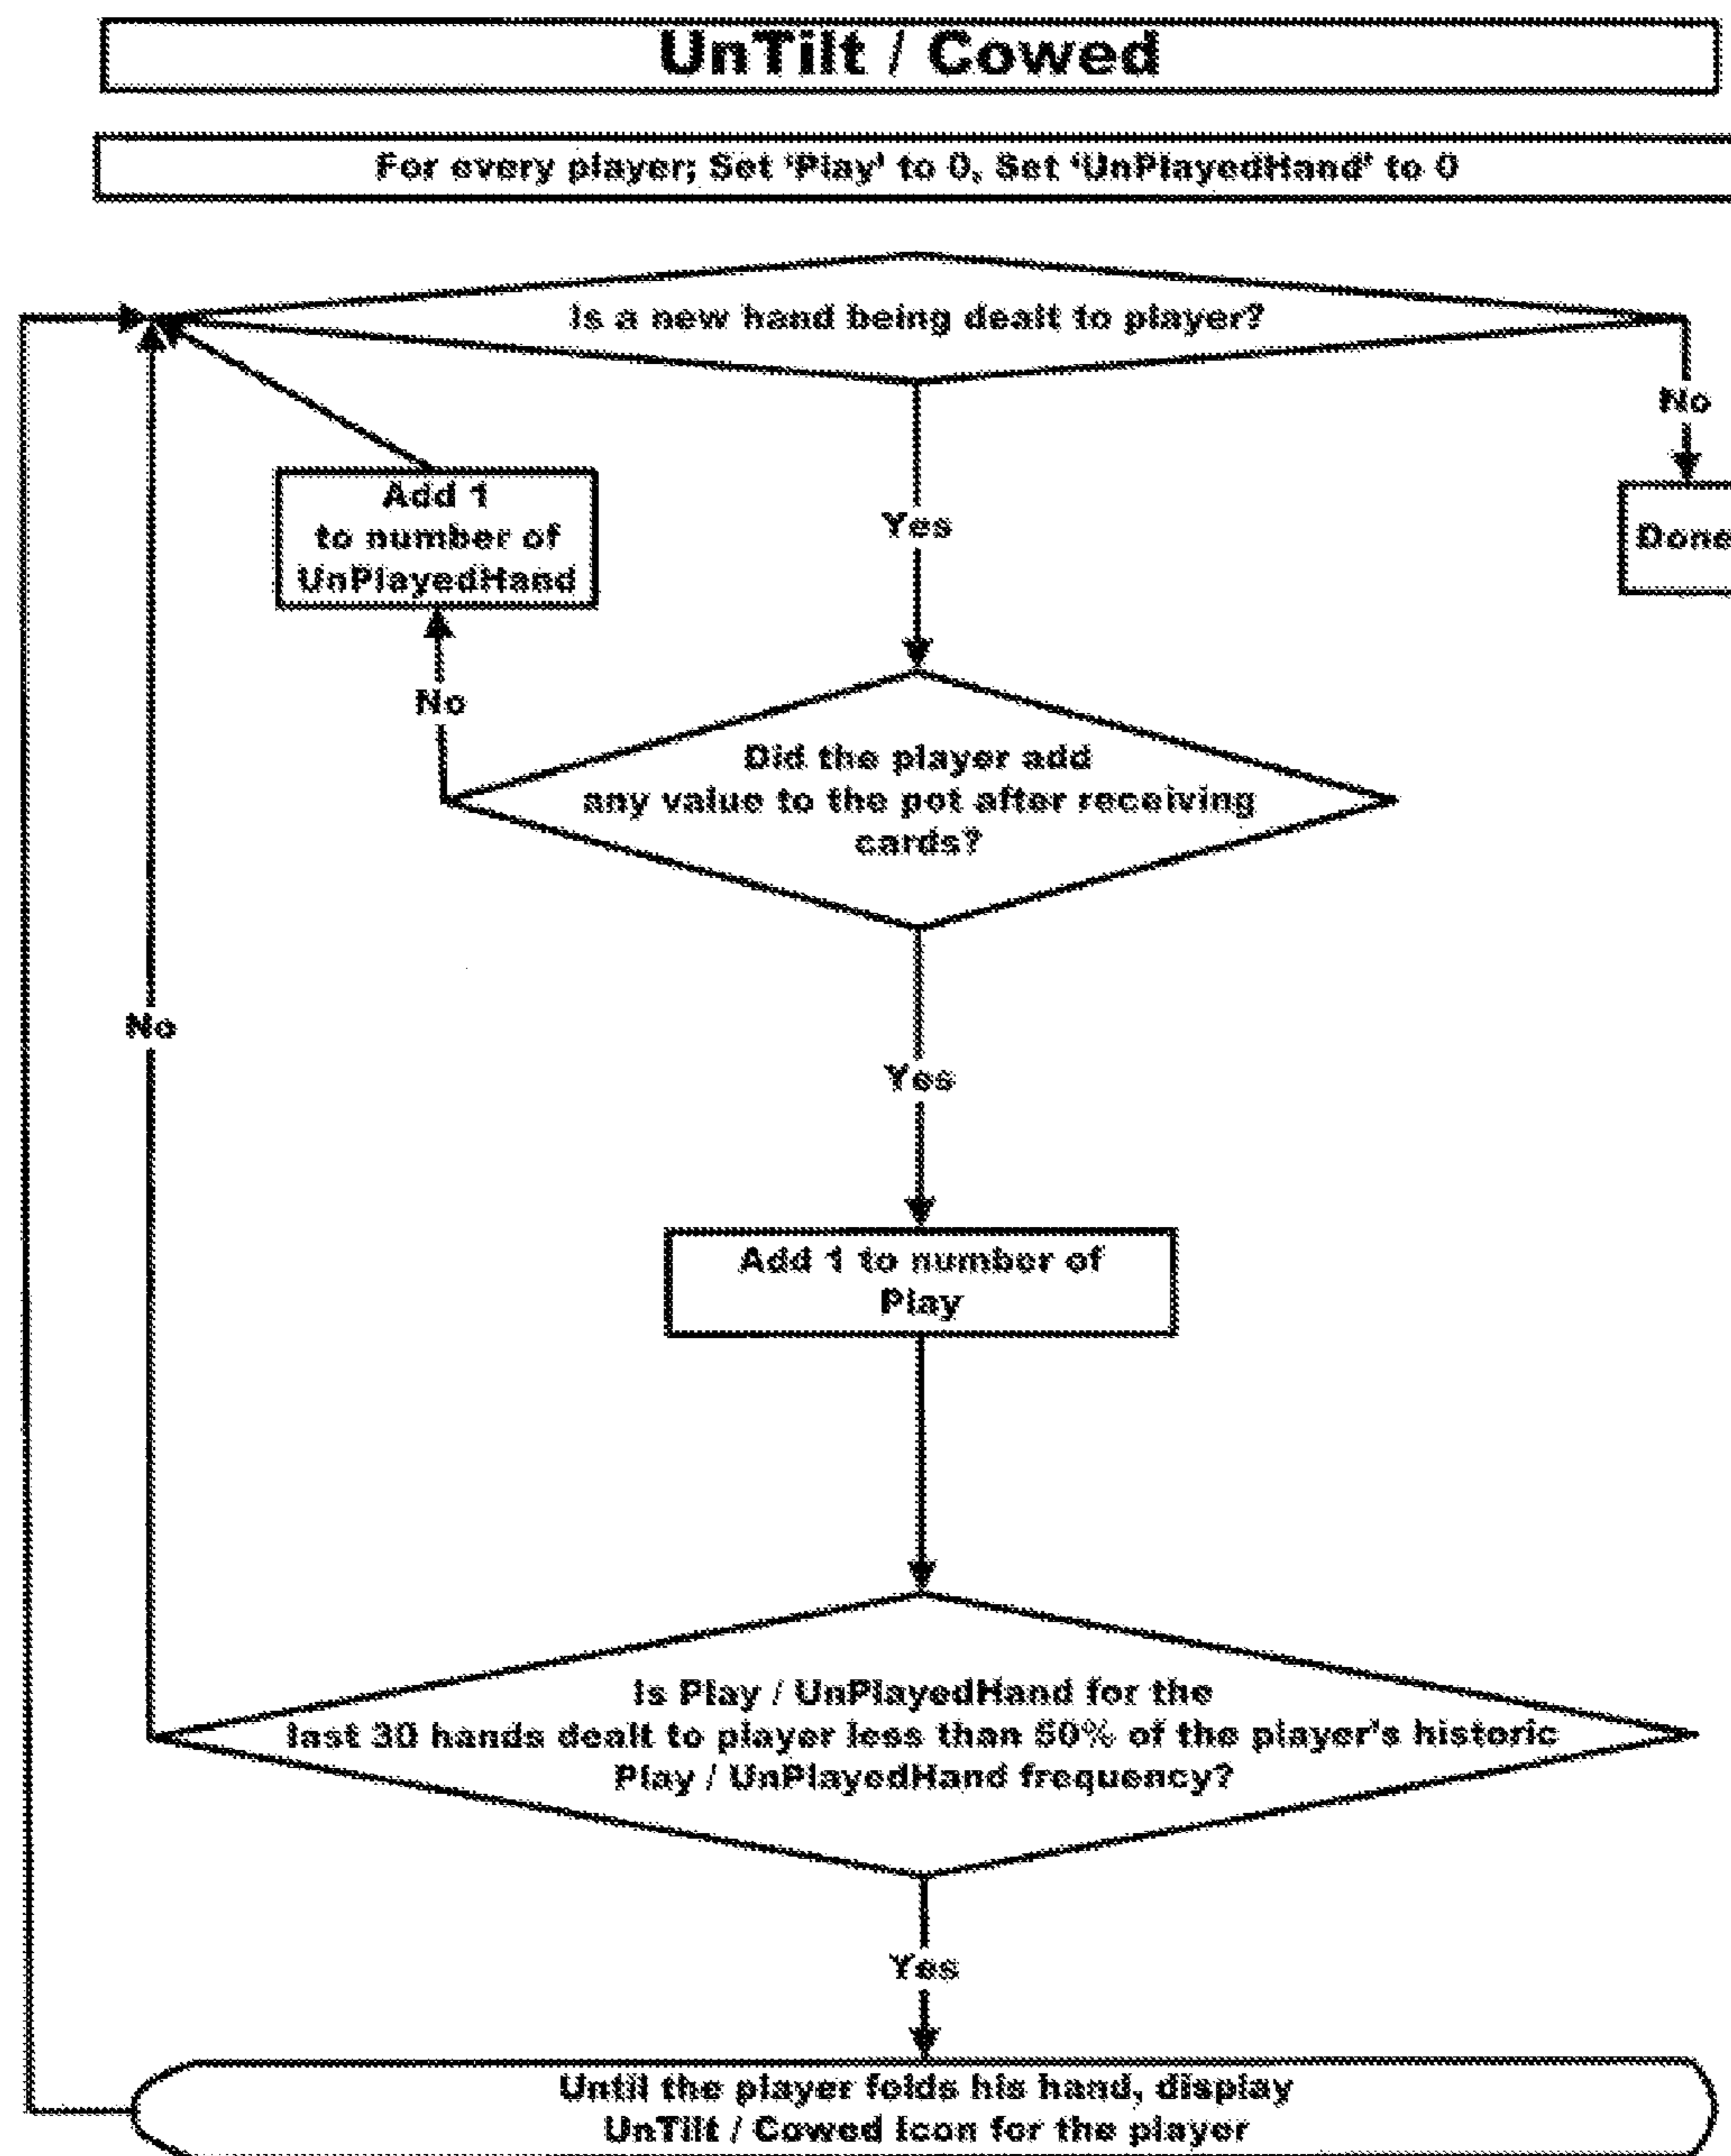 UnTilt / Cowed
For every player; Set 'Play' to 0, Set 'UnPlayedHand' to 0
Is a new hand being dealt to player?
No
Add 1
to number of
UnPlayedHand
Yes
Done
No
Did the player add
any value to the pot after receiving
cards?
No
Yes
Add 1 to number of
Play
Is Play / UnPlayedHand for the
last 30 hands dealt to player less than 50% of the player's historic
Play / UnPlayedHand frequency?
Yes
Until the player folds his hand, display
UnTilt / Cowed Icon for the player